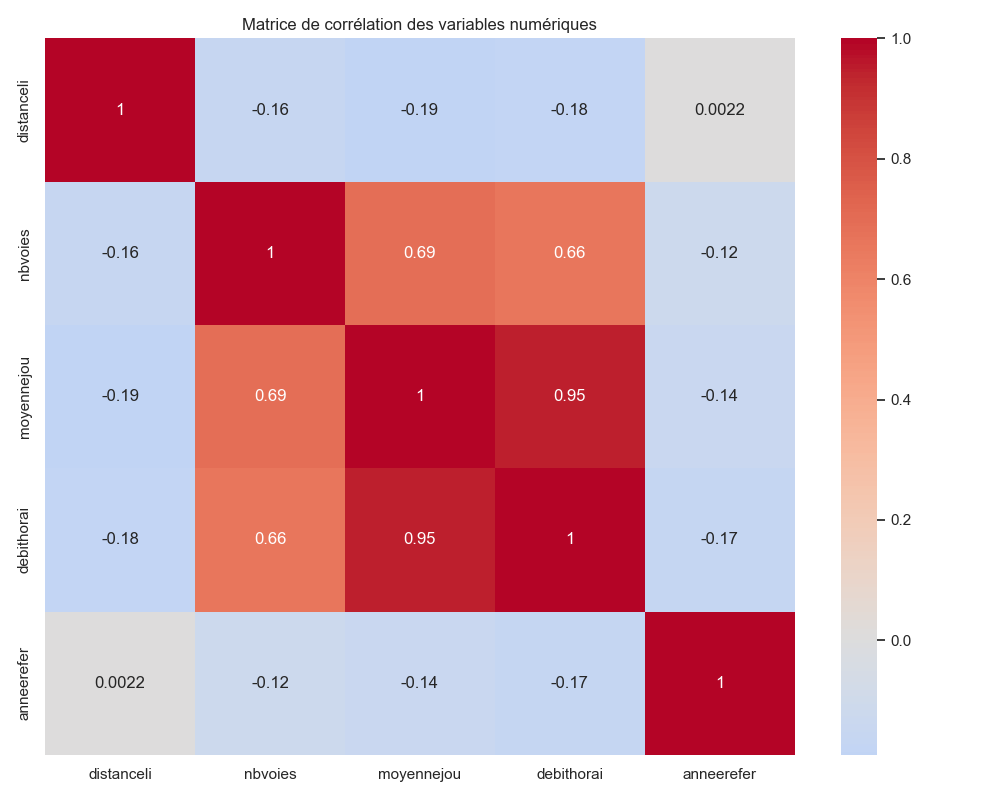 Matrice de corrélation des variables numériques
distanceli 1 -0.16 -0.19 -0.18 0.0022
nbvoies -0.16 1 0.69 0.66 -0.12
moyennejou -0.19 0.69 1 0.95 -0.14
debithorai -0.18 0.66 0.95 1 -0.17
anneerefer 0.0022 -0.12 -0.14 -0.17 1
distanceli nbvoies moyennejou debithorai anneerefer
1.0
0.8
0.6
0.4
0.2
0.0